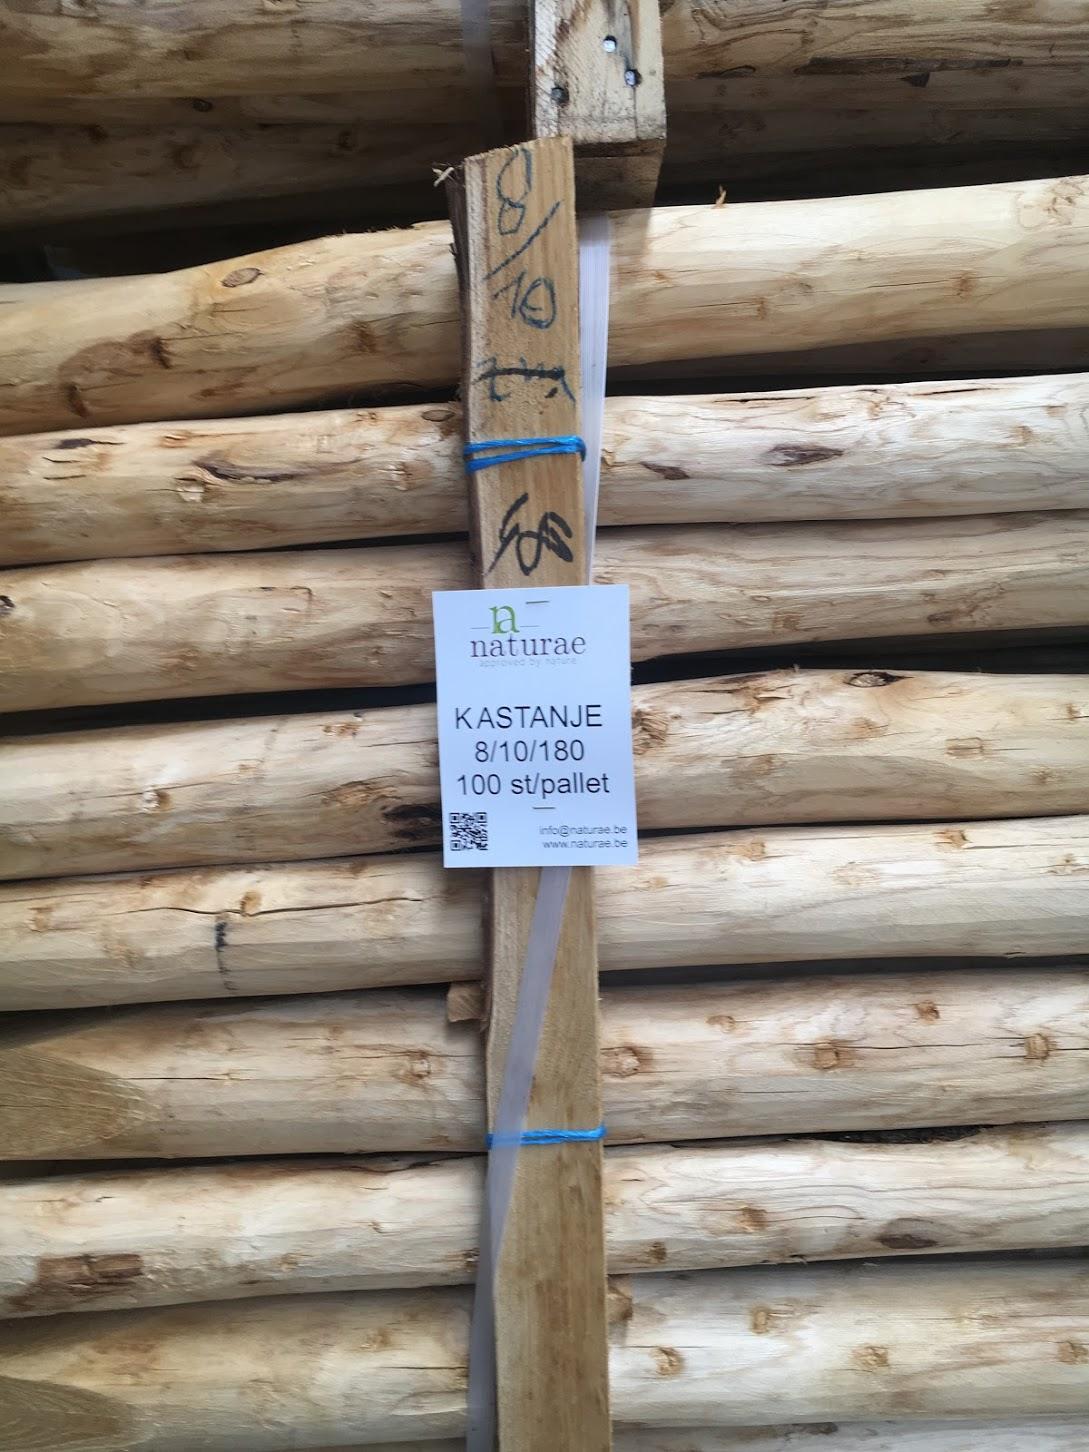 8/
10
naturae
approved by nature
KASTANJE
8/10/180
100 st/pallet
info@naturae.be
www.naturae.be